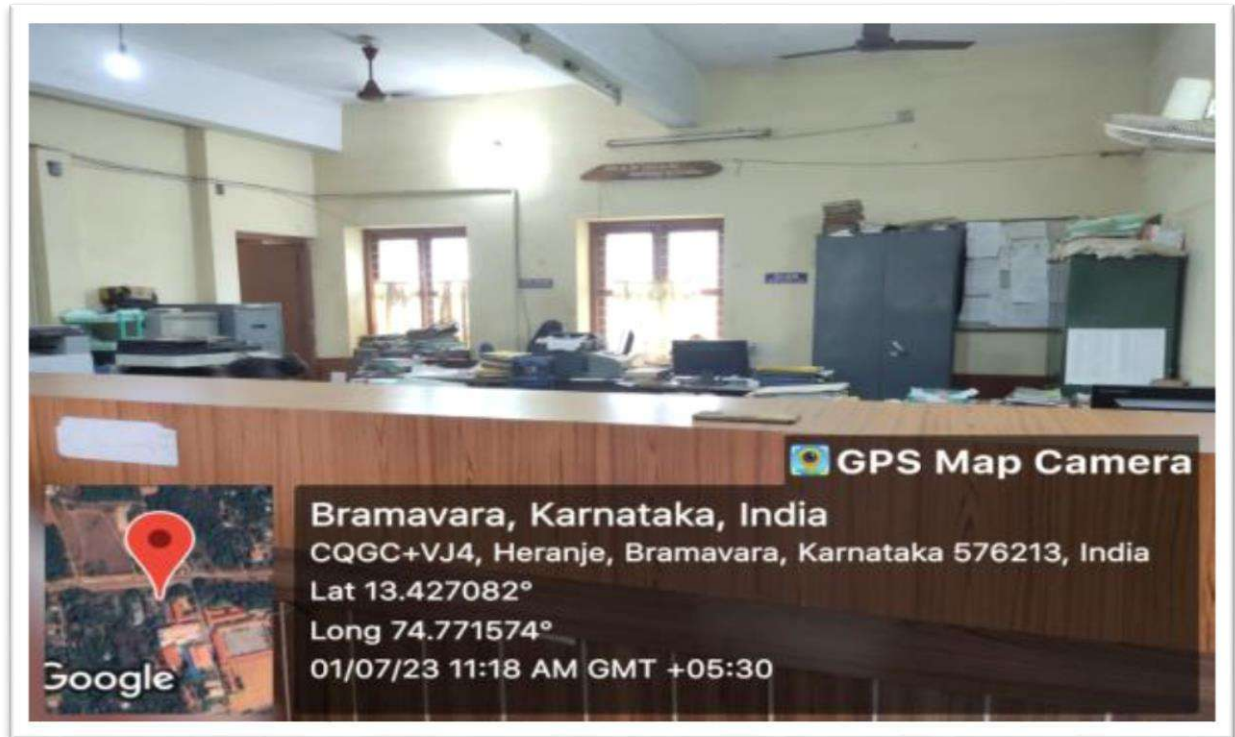 GPS Map Camera
Bramavara, Karnataka, India
CQGC+VJ4, Heranje, Bramavara, Karnataka 576213, India
Lat 13.427082°
Long 74.771574°
01/07/23 11:18 AM GMT +05:30
Google